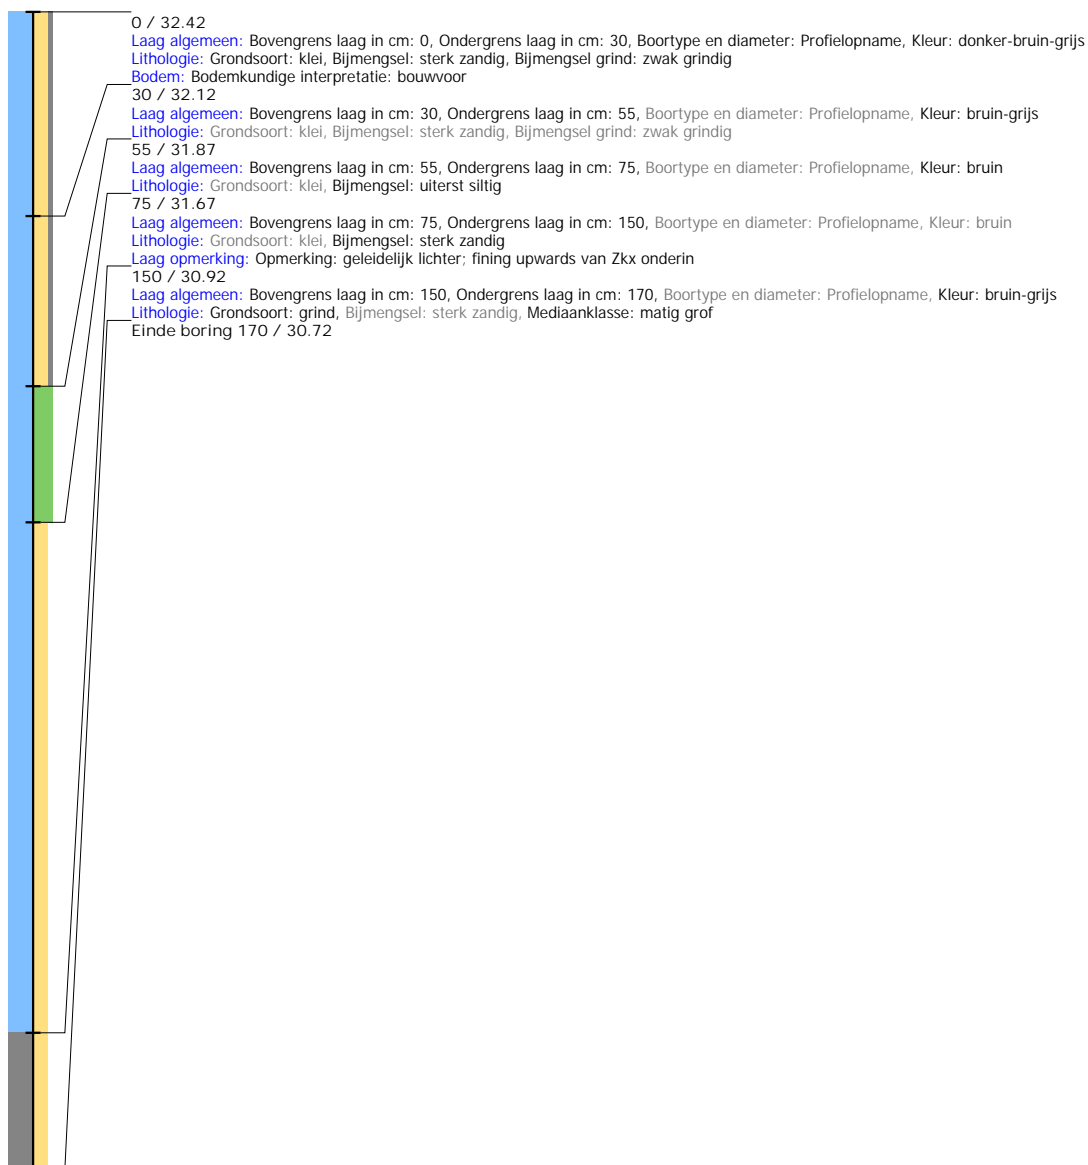 0 / 32.42
Laag algemeen: Bovengrens laag in cm: 0, Ondergrens laag in cm: 30, Boortype en diameter: Profielopname, Kleur: donker-bruin-grijs
Lithologie: Grondsoort: klei, Bijmengsel: sterk zandig, Bijmengsel grind: zwak grindig
Bodem: Bodemkundige interpretatie: bouwvoor
30 / 32.12
Laag algemeen: Bovengrens laag in cm: 30, Ondergrens laag in cm: 55, Boortype en diameter: Profielopname, Kleur: bruin-grijs
Lithologie: Grondsoort: klei, Bijmengsel: sterk zandig, Bijmengsel grind: zwak grindig
55 / 31.87
Laag algemeen: Bovengrens laag in cm: 55, Ondergrens laag in cm: 75, Boortype en diameter: Profielopname, Kleur: bruin
Lithologie: Grondsoort: klei, Bijmengsel: uiterst siltig
75 / 31.67
Laag algemeen: Bovengrens laag in cm: 75, Ondergrens laag in cm: 150, Boortype en diameter: Profielopname, Kleur: bruin
Lithologie: Grondsoort: klei, Bijmengsel: sterk zandig
Laag opmerking: Opmerking: geleidelijk lichter; fining upwards van Zkx onderin
150 / 30.92
Laag algemeen: Bovengrens laag in cm: 150, Ondergrens laag in cm: 170, Boortype en diameter: Profielopname, Kleur: bruin-grijs
Lithologie: Grondsoort: grind, Bijmengsel: sterk zandig, Mediaanklasse: matig grof
Einde boring 170 / 30.72